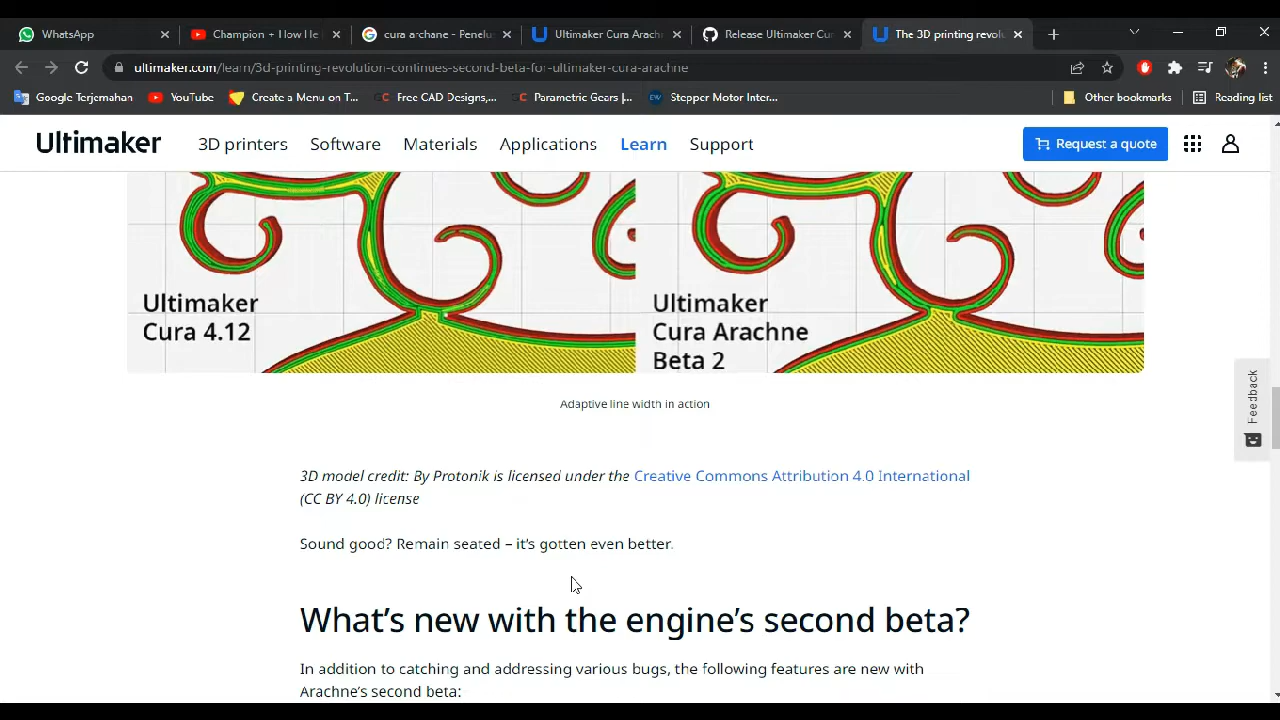 WhatsApp
Champion + How He
cura archane - Penelus
Ultimaker Cura Arach
Release Ultimaker Cur
The 3D printing revolu
ultimaker.com/learn/3d-printing-revolution-continues-second-beta-for-ultimaker-cura-arachne
Google Terjemahan
YouTube
Create a Menu on T...
Free CAD Designs,...
Parametric Gears |...
Stepper Motor Inter...
Other bookmarks
Reading list
Ultimaker
3D printers
Software
Materials
Applications
Learn
Support
Request a quote
Ultimaker
Cura 4.12
Ultimaker
Cura Arachne
Beta 2
Feedback
Adaptive line width in action
3D model credit: By Protonik is licensed under the Creative Commons Attribution 4.0 International
(CC BY 4.0) license
Sound good? Remain seated – it's gotten even better.
What's new with the engine's second beta?
In addition to catching and addressing various bugs, the following features are new with
Arachne's second beta: